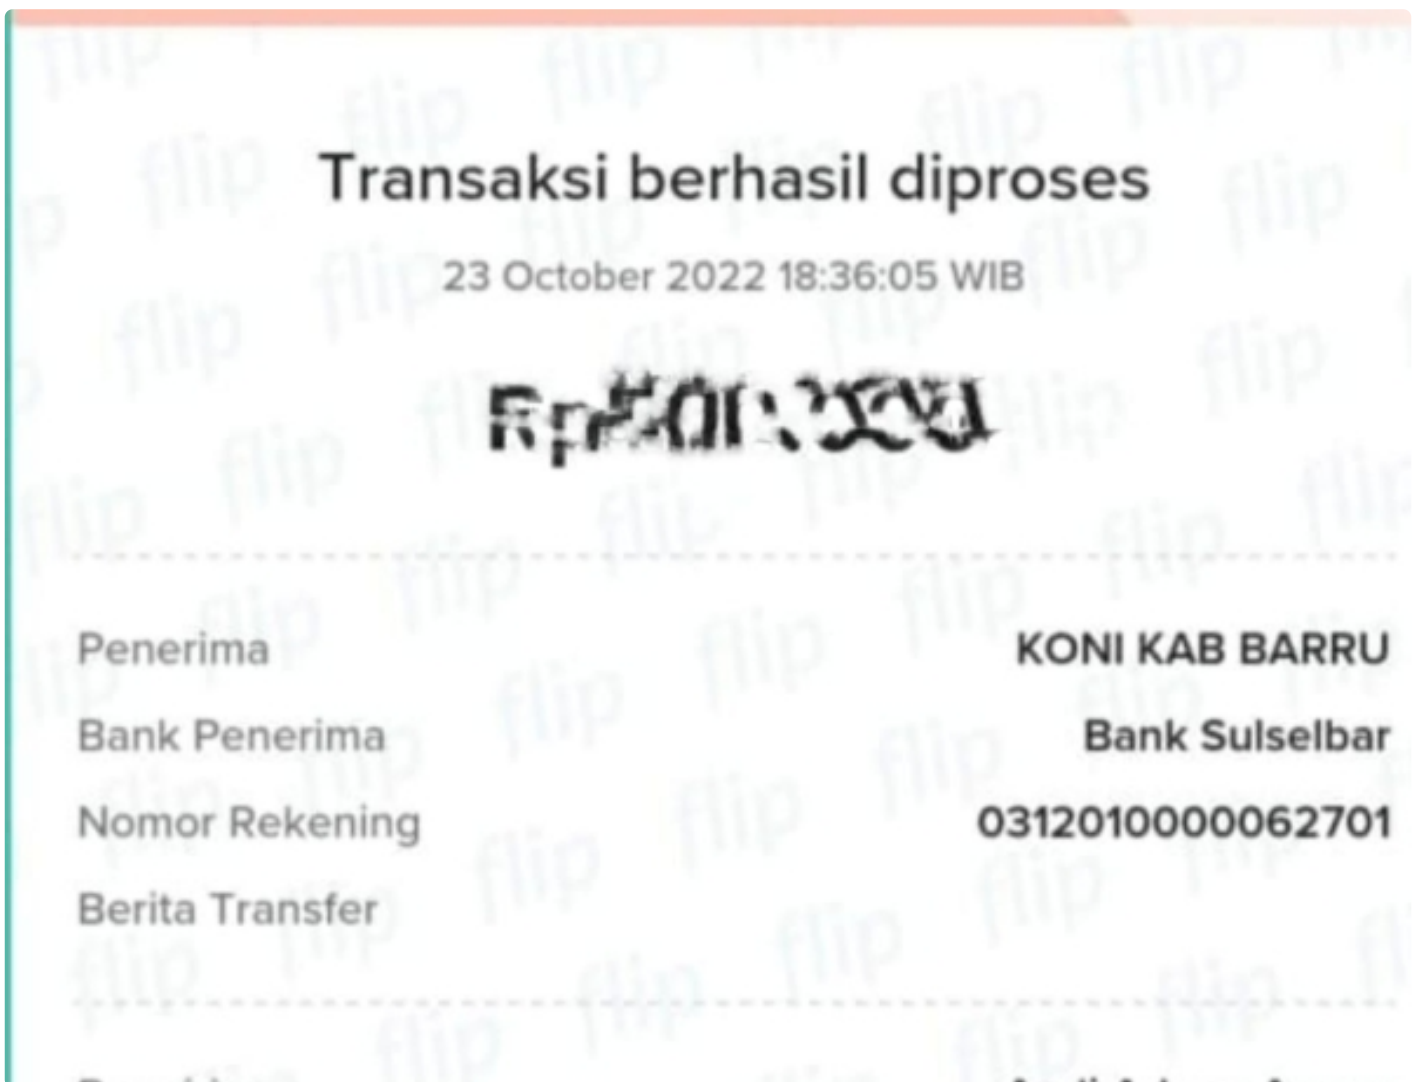 Transaksi berhasil diproses
23 October 2022 18:36:05 WIB
Penerima KONI KAB BARRU
Bank Penerima Bank Sulselbar
Nomor Rekening 0312010000062701
Berita Transfer